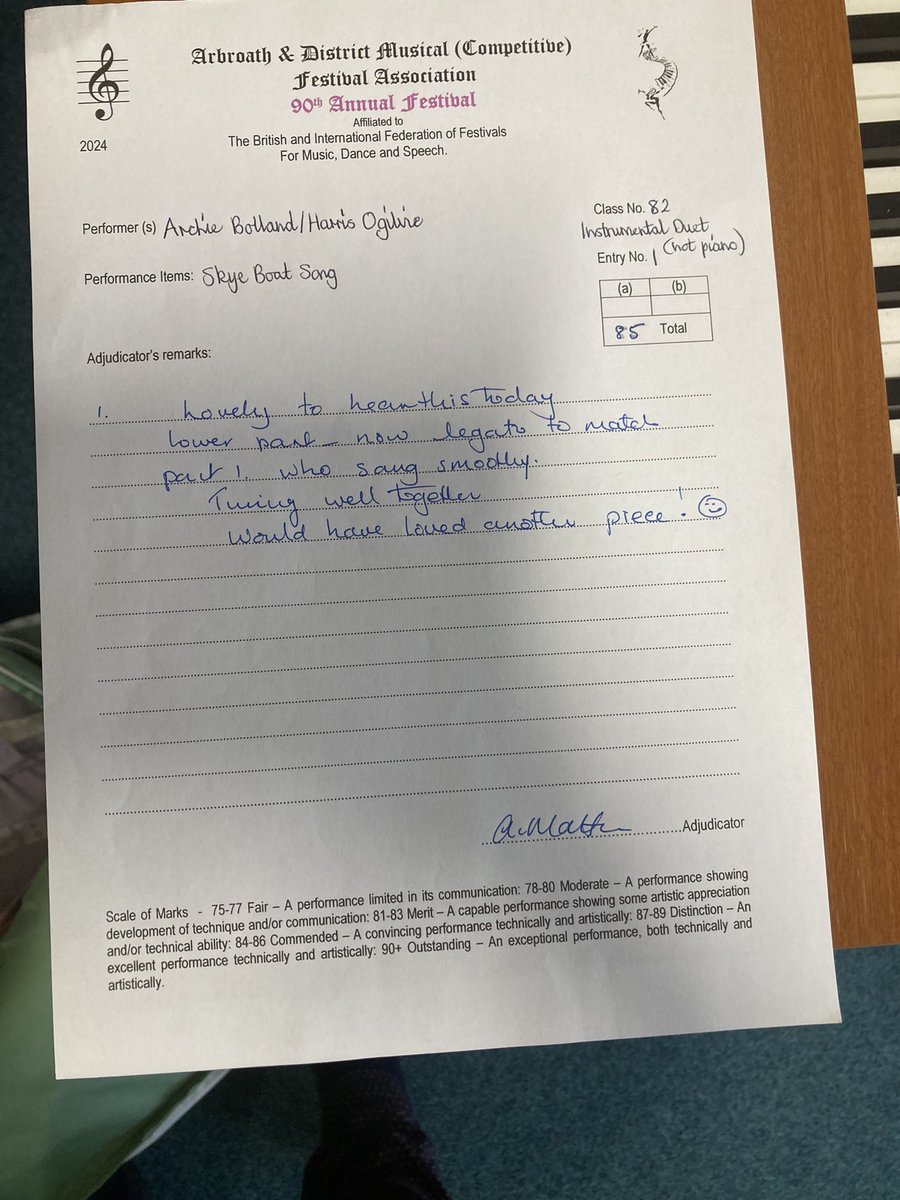 Arbroath & District Musical (Competitive)
Festival Association
90th Annual Festival
Affiliated to
The British and International Federation of Festivals
For Music, Dance and Speech.
2024
Performer (s) Archie Bolland/Harris Ogilvie
Class No. 82
Instrumental Duet
(not piano)
Entry No. 1
Performance Items: Skye Boat Song
(a) (b)
85 Total
Adjudicator's remarks:
1. Lovely to hear this Today
Lower part - now legato to match
part 1. who sang smoothly.
Tuning well together
Would have loved another piece!
A. Adjudicator
Scale of Marks - 75-77 Fair – A performance limited in its communication: 78-80 Moderate – A performance showing
development of technique and/or communication: 81-83 Merit – A capable performance showing some artistic appreciation
and/or technical ability: 84-86 Commended – A convincing performance technically and artistically: 87-89 Distinction – An
excellent performance technically and artistically: 90+ Outstanding – An exceptional performance, both technically and
artistically.